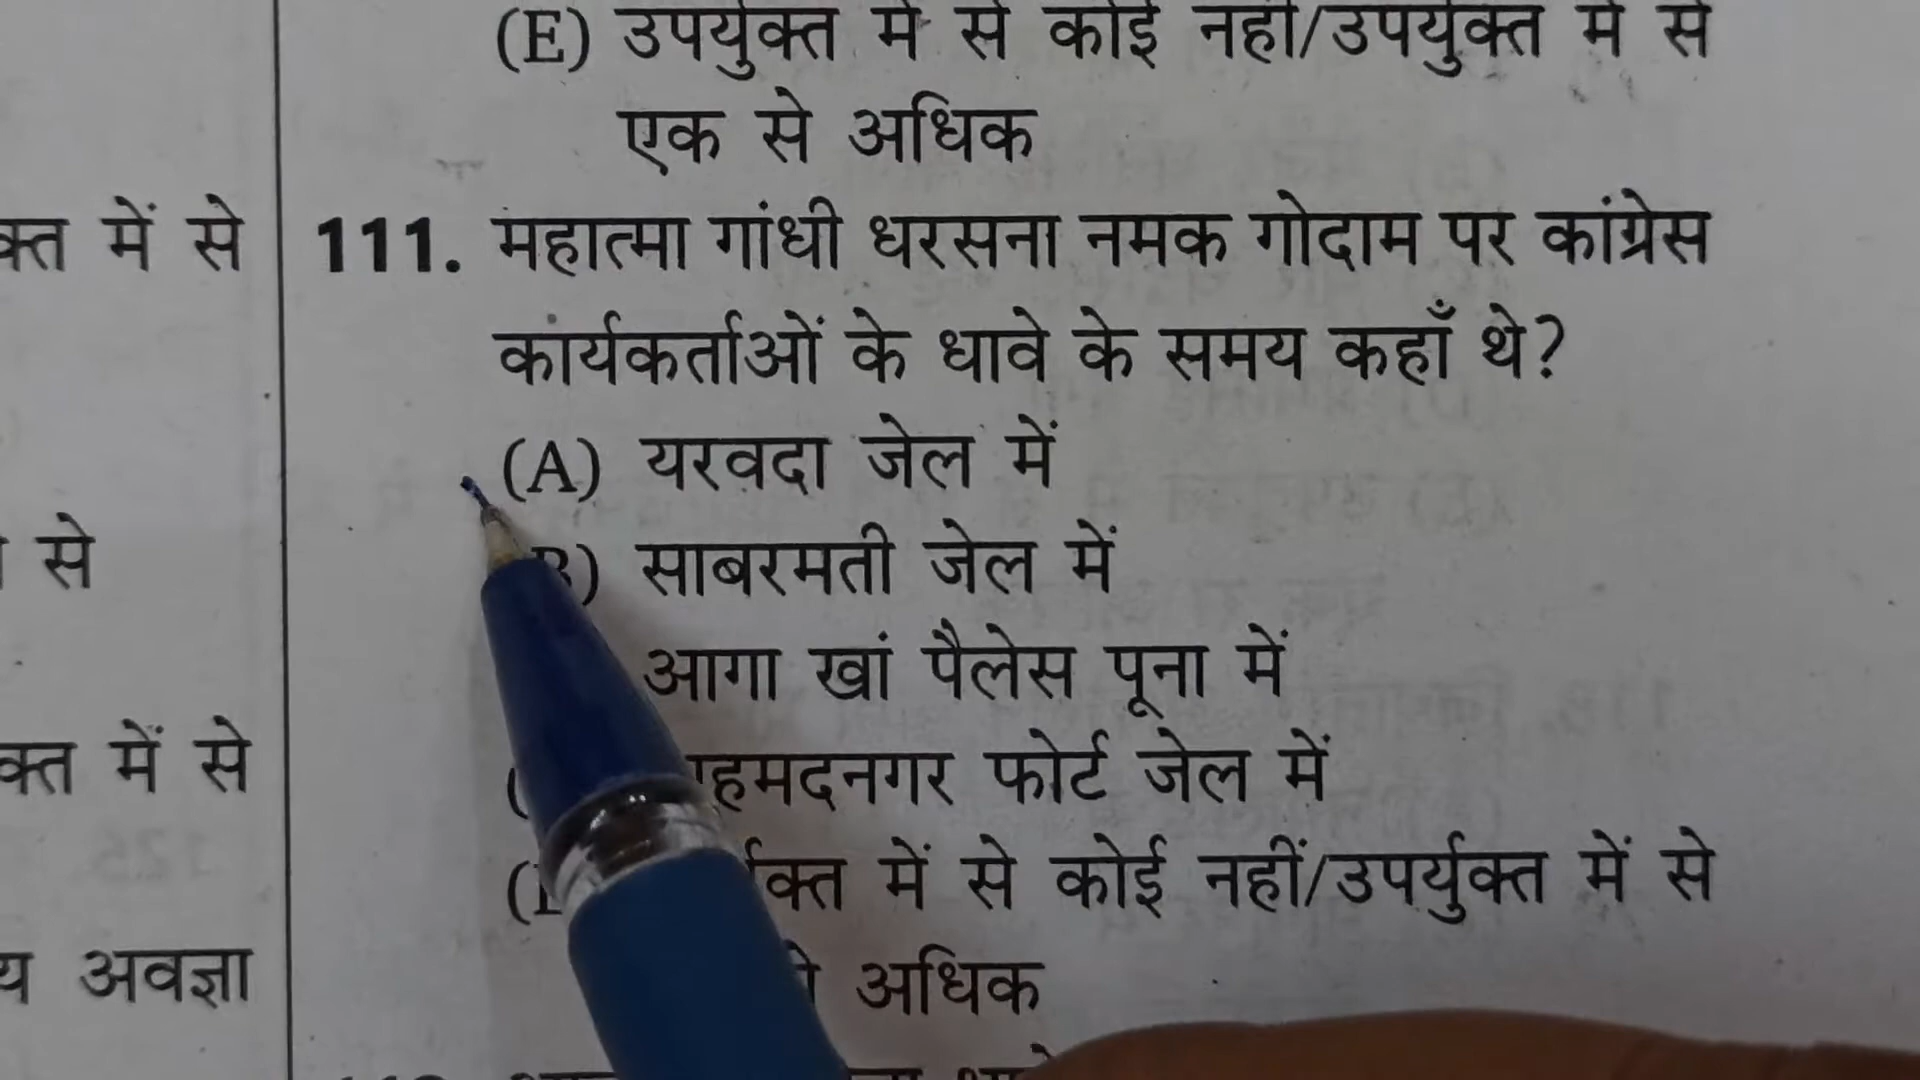 (E) उपर्युक्त में से कोई नहीं/उपर्युक्त में से
एक से अधिक
क्त में से
111. महात्मा गांधी धरसना नमक गोदाम पर कांग्रेस
कार्यकर्ताओं के धावे के समय कहाँ थे?
(A) यरवदा जेल में
से
B) साबरमती जेल में
आगा खां पैलेस पूना में
क्त में से
हमदनगर फोर्ट जेल में
र्युक्त में से कोई नहीं/उपर्युक्त में से
य अवज्ञा
अधिक